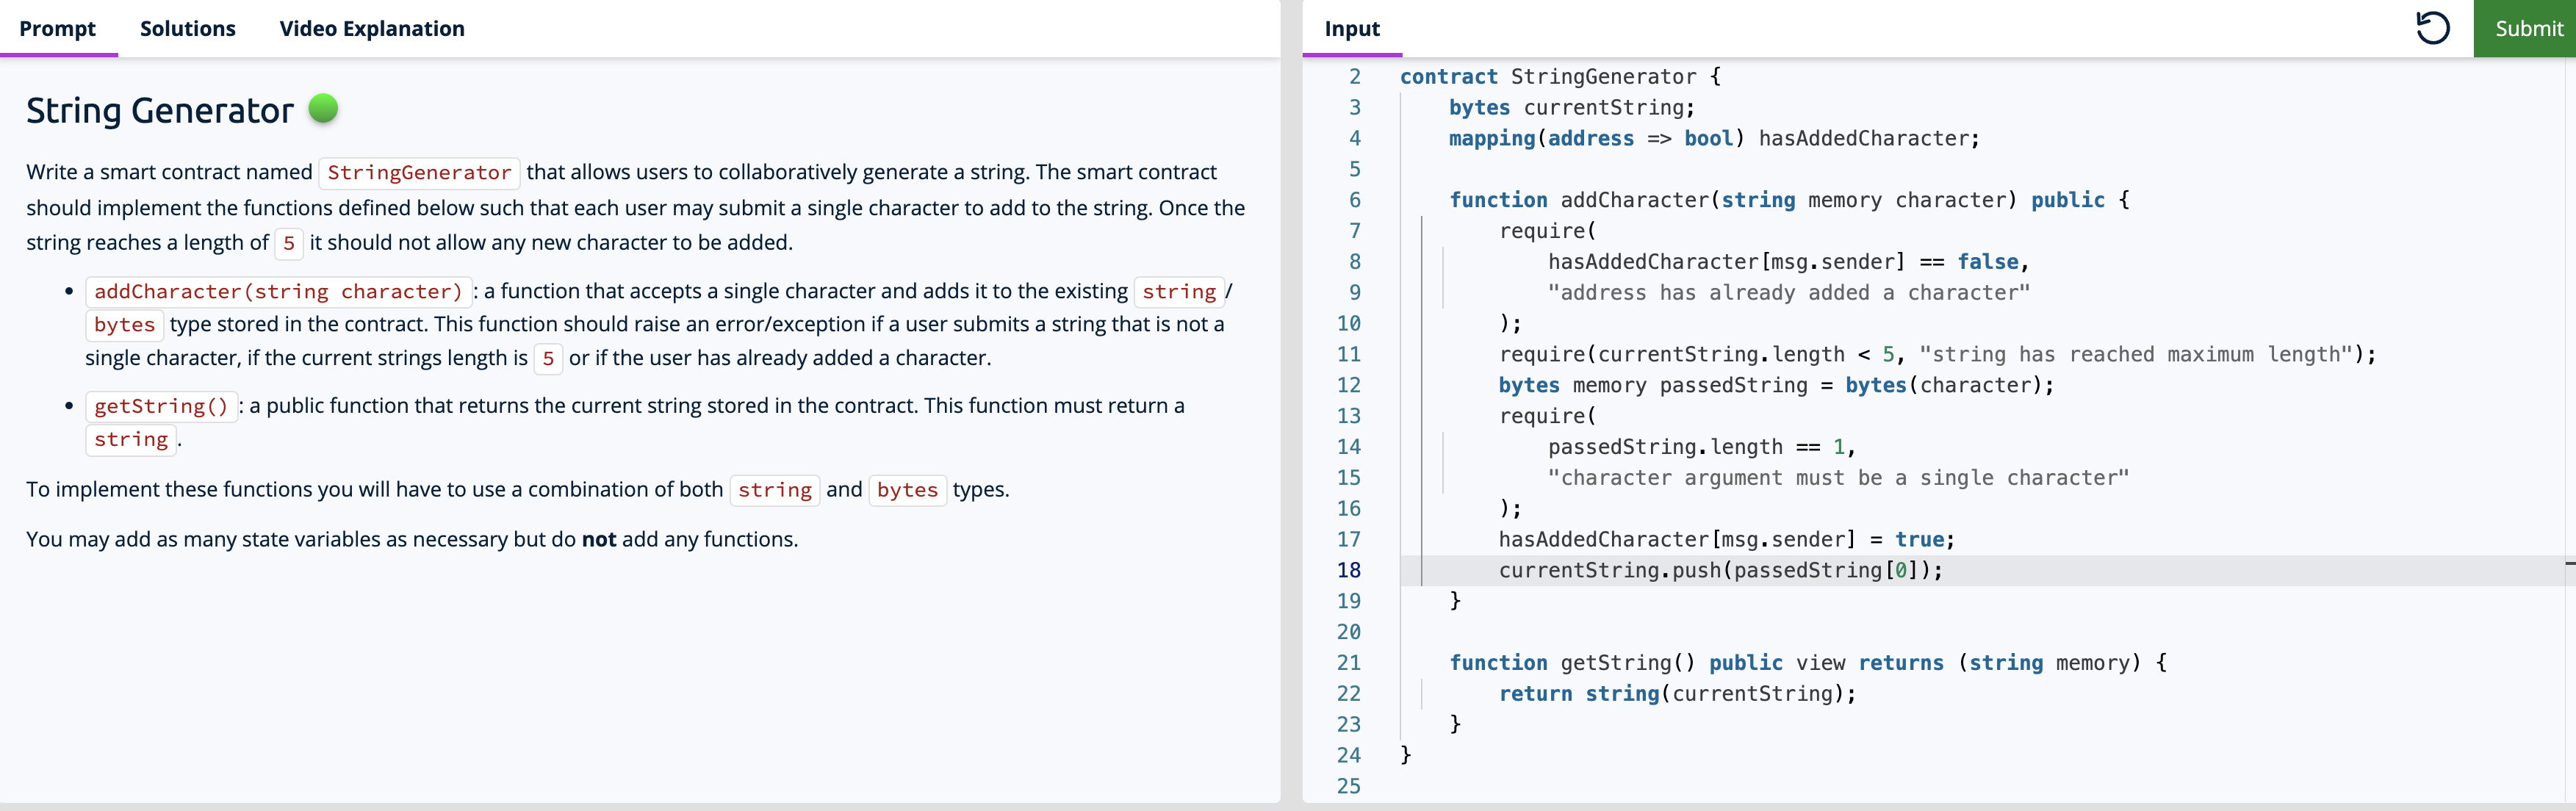 Prompt
Solutions
Video Explanation
String Generator
Write a smart contract named StringGenerator that allows users to collaboratively generate a string. The smart contract
should implement the functions defined below such that each user may submit a single character to add to the string. Once the
string reaches a length of 5 it should not allow any new character to be added.
• addCharacter(string character) : a function that accepts a single character and adds it to the existing string /
bytes type stored in the contract. This function should raise an error/exception if a user submits a string that is not a
single character, if the current strings length is 5 or if the user has already added a character.
• getString() : a public function that returns the current string stored in the contract. This function must return a
string .
To implement these functions you will have to use a combination of both string and bytes types.
You may add as many state variables as necessary but do not add any functions.
Input
Submit
2 contract StringGenerator {
3     bytes currentString;
4     mapping(address => bool) hasAddedCharacter;
5
6     function addCharacter(string memory character) public {
7         require(
8             hasAddedCharacter[msg.sender] == false,
9             "address has already added a character"
10         );
11         require(currentString.length < 5, "string has reached maximum length");
12         bytes memory passedString = bytes(character);
13         require(
14             passedString.length == 1,
15             "character argument must be a single character"
16         );
17         hasAddedCharacter[msg.sender] = true;
18         currentString.push(passedString[0]);
19     }
20
21     function getString() public view returns (string memory) {
22         return string(currentString);
23     }
24 }
25